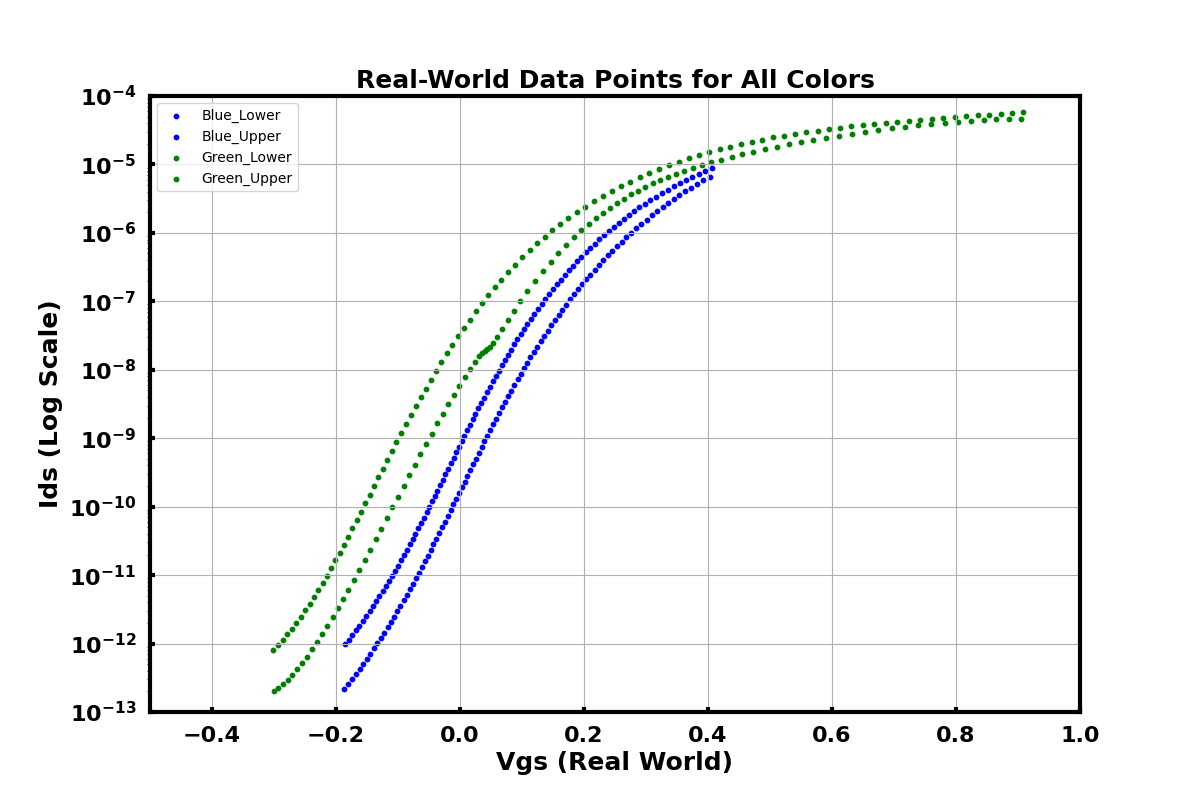 Real-World Data Points for All Colors
Blue_Lower
Blue_Upper
Green_Lower
Green_Upper
10⁻⁴
10⁻⁵
10⁻⁶
10⁻⁷
10⁻⁸
10⁻⁹
10⁻¹⁰
10⁻¹¹
10⁻¹²
10⁻¹³
Ids (Log Scale)
−0.4 −0.2 0.0 0.2 0.4 0.6 0.8 1.0
Vgs (Real World)